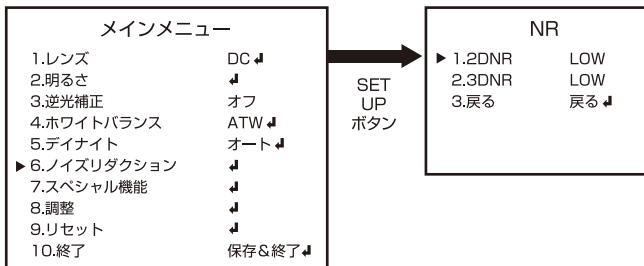 メインメニュー
1.レンズ DC↲
2.明るさ ↲
3.逆光補正 オフ
4.ホワイトバランス ATW↲
5.デイナイト オート↲
▶ 6.ノイズリダクション ↲
7.スペシャル機能 ↲
8.調整 ↲
9.リセット ↲
10.終了 保存&終了↲
SET
UP
ボタン
NR
▶ 1.2DNR LOW
2.3DNR LOW
3.戻る 戻る↲